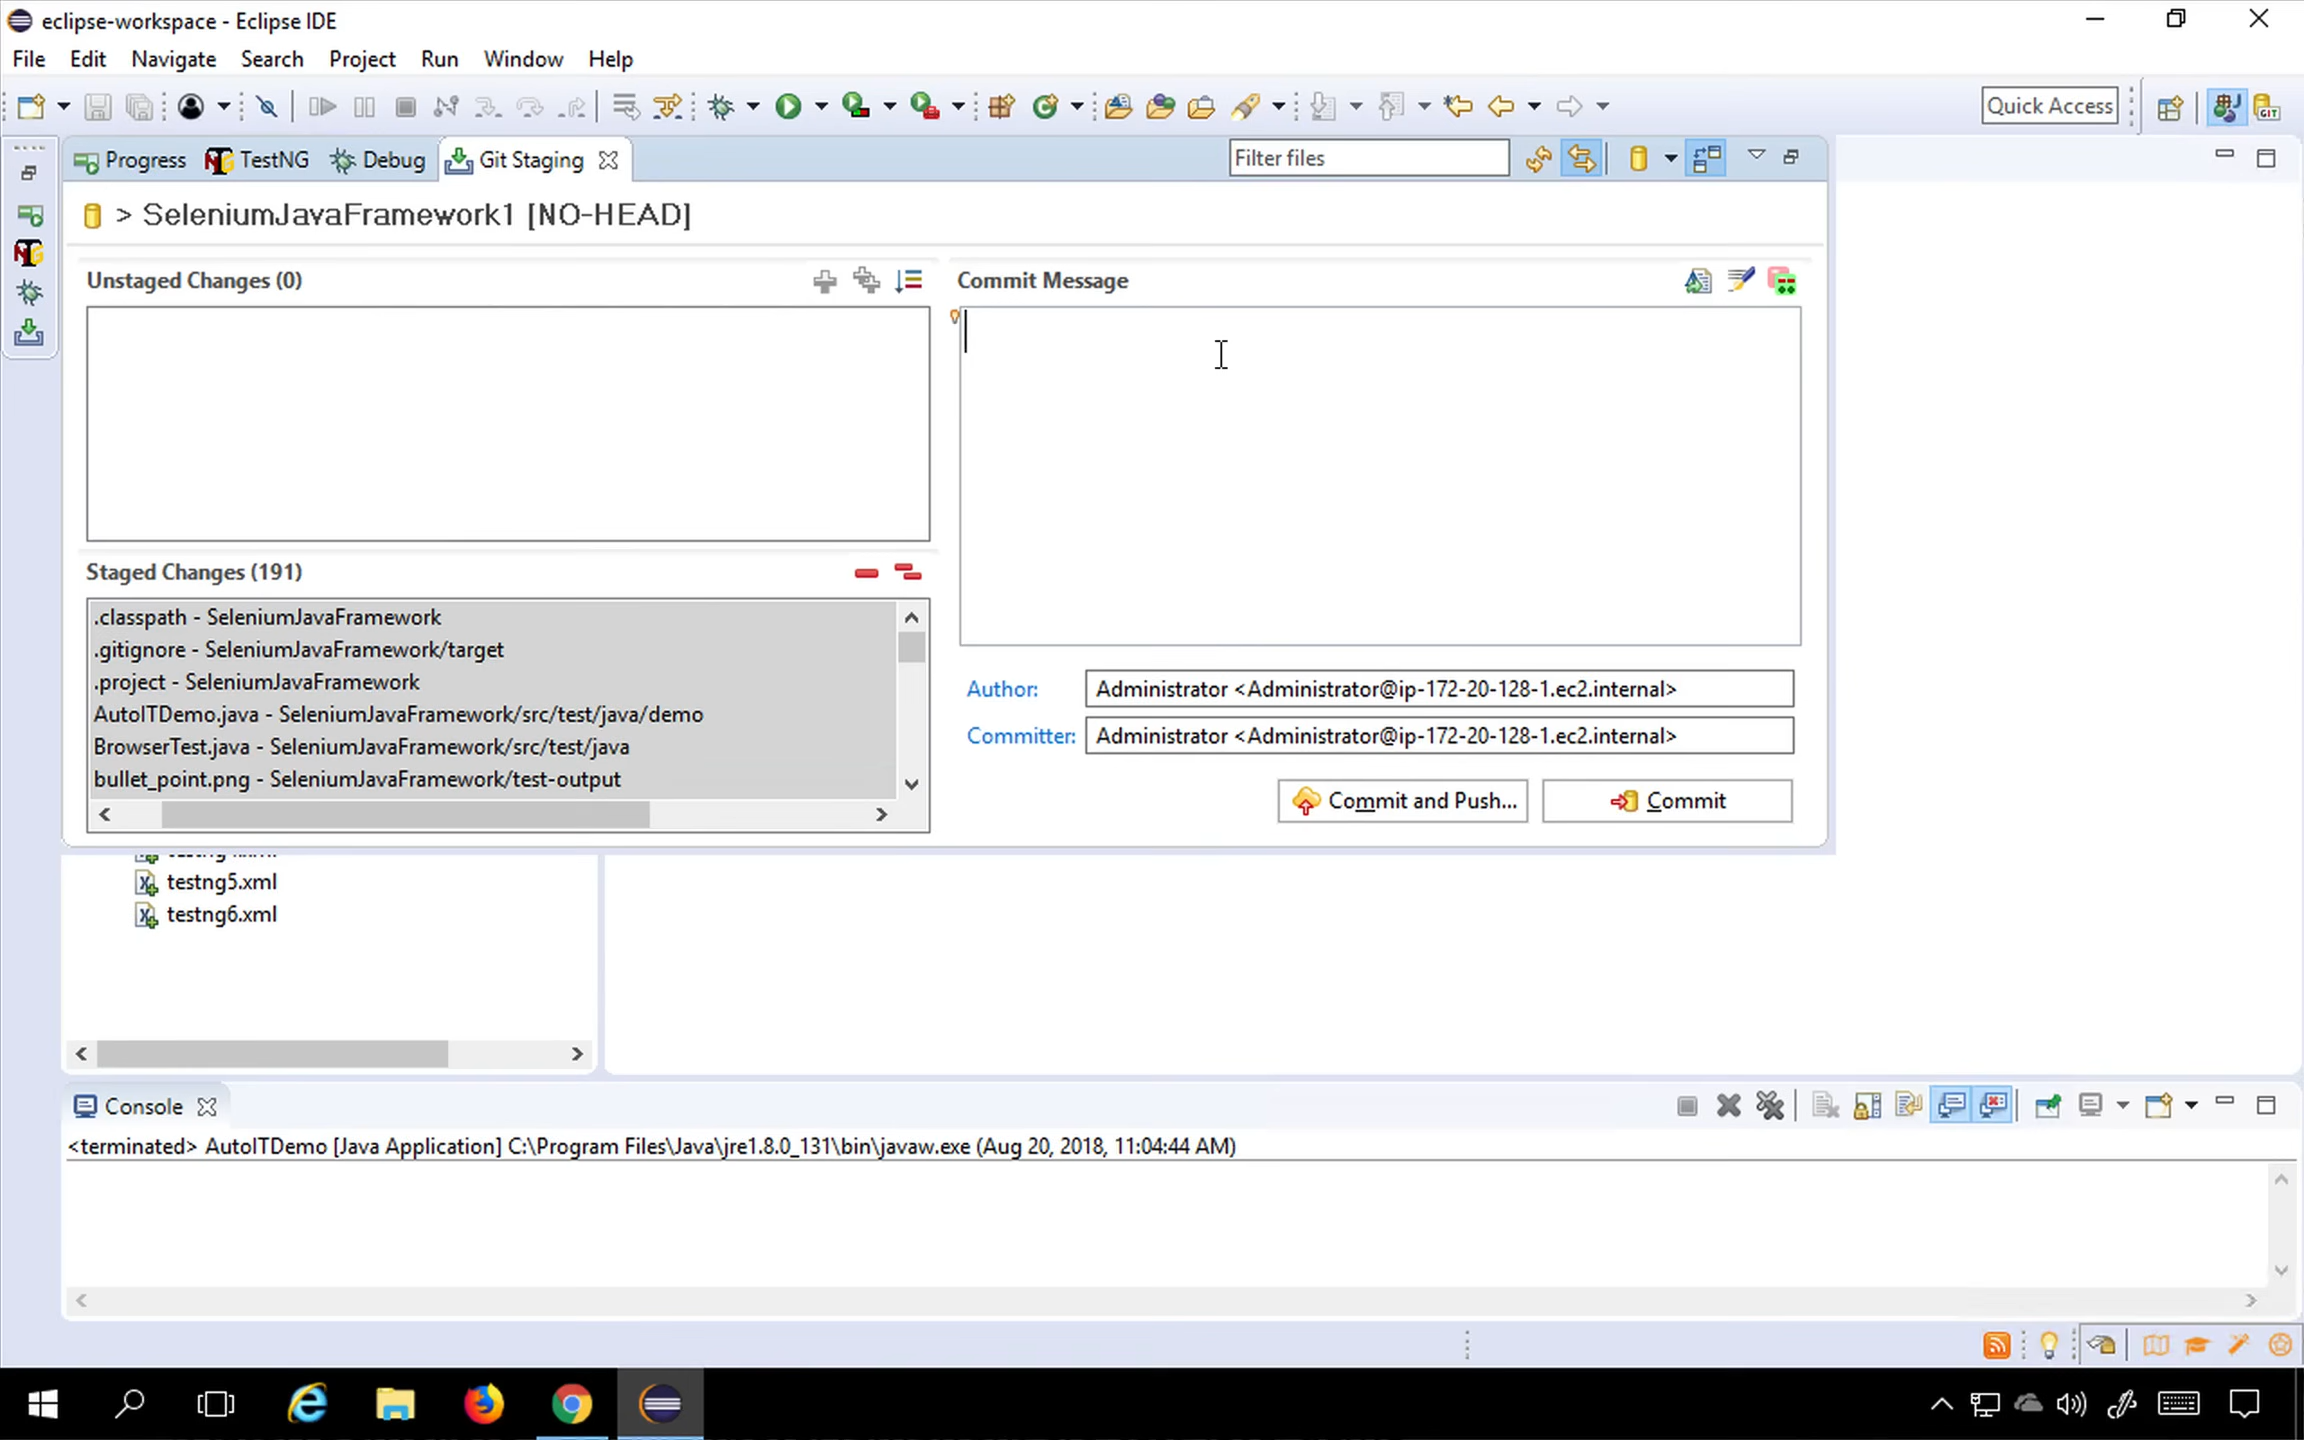 eclipse-workspace - Eclipse IDE
File Edit Navigate Search Project Run Window Help
Quick Access
GIT
Progress TestNG Debug Git Staging Filter files
> SeleniumJavaFramework1 [NO-HEAD]
Unstaged Changes (0)
Commit Message
Staged Changes (191)
.classpath - SeleniumJavaFramework
.gitignore - SeleniumJavaFramework/target
.project - SeleniumJavaFramework
AutoITDemo.java - SeleniumJavaFramework/src/test/java/demo
BrowserTest.java - SeleniumJavaFramework/src/test/java
bullet_point.png - SeleniumJavaFramework/test-output
Author: Administrator <Administrator@ip-172-20-128-1.ec2.internal>
Committer: Administrator <Administrator@ip-172-20-128-1.ec2.internal>
Commit and Push...
Commit
testng5.xml
testng6.xml
Console
<terminated> AutoITDemo [Java Application] C:\Program Files\Java\jre1.8.0_131\bin\javaw.exe (Aug 20, 2018, 11:04:44 AM)